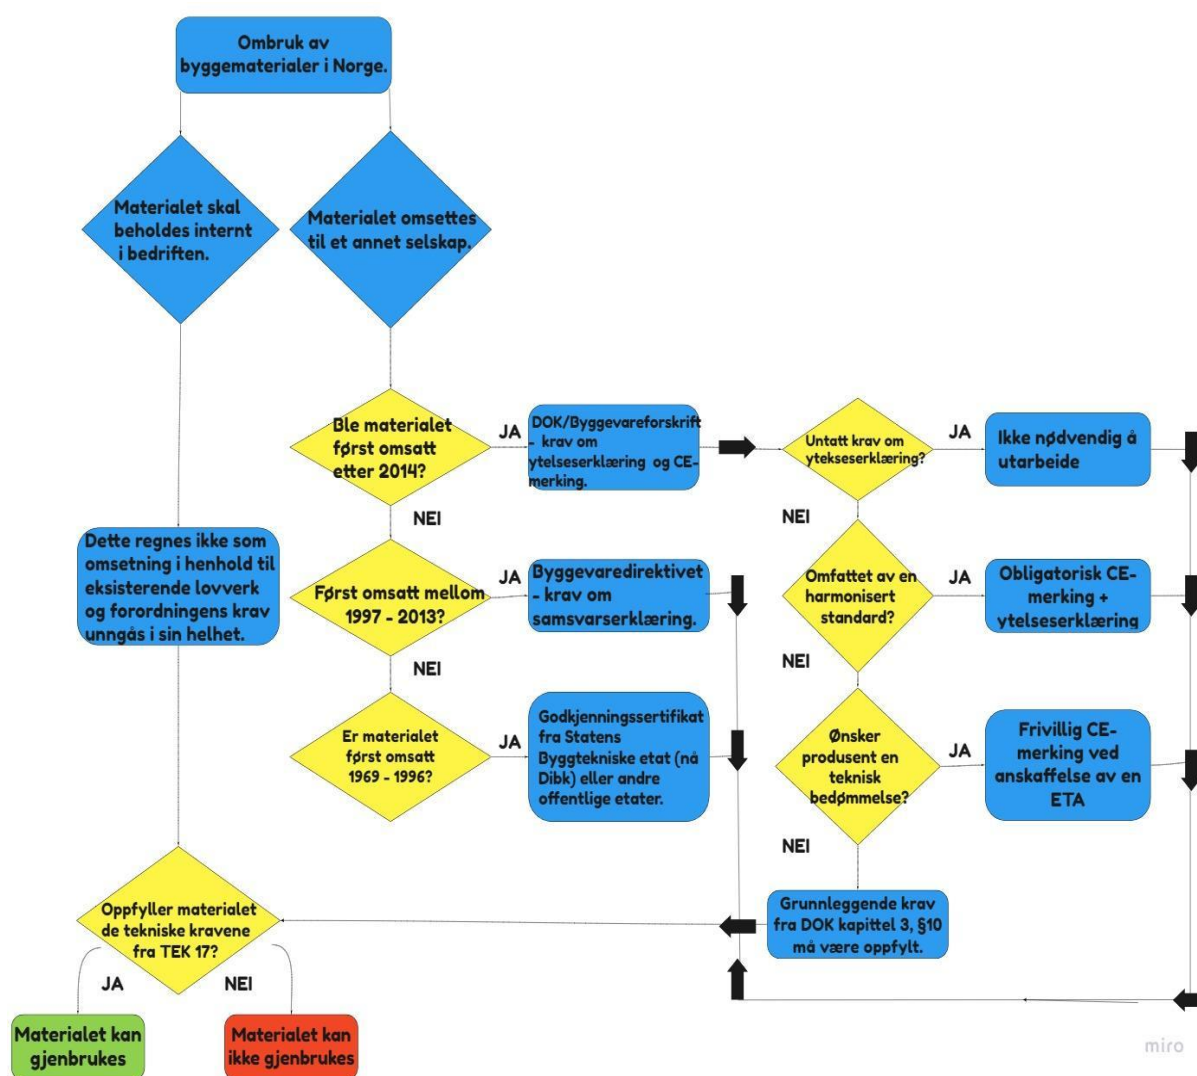 Ombruk av
byggematerialer i Norge.
Materialet skal
beholdes internt
i bedriften.
Materialet omsettes
til et annet selskap.
Ble materialet
først omsatt
etter 2014?
JA
DOK/Byggevareforskrift
- krav om
ytelseserklæring og CE-
merking.
Untatt krav om
ytekseserklæring?
JA
Ikke nødvendig å
utarbeide
NEI
NEI
Dette regnes ikke som
omsetning i henhold til
eksisterende lovverk
og forordningens krav
unngås i sin helhet.
Først omsatt mellom
1997 - 2013?
JA
Byggevaredirektivet
- krav om
samsvarserklæring.
Omfattet av en
harmonisert
standard?
JA
Obligatorisk CE-
merking +
ytelseserklæring
NEI
NEI
Er materialet
først omsatt
1969 - 1996?
JA
Godkjenningssertifikat
fra Statens
Byggtekniske etat (nå
Dibk) eller andre
offentlige etater.
Ønsker
produsent en
teknisk
bedømmelse?
JA
Frivillig CE-
merking ved
anskaffelse av en
ETA
NEI
Grunnleggende krav
fra DOK kapittel 3, §10
må være oppfylt.
Oppfyller materialet
de tekniske kravene
fra TEK 17?
JA
NEI
Materialet kan
gjenbrukes
Materialet kan
ikke gjenbrukes
miro